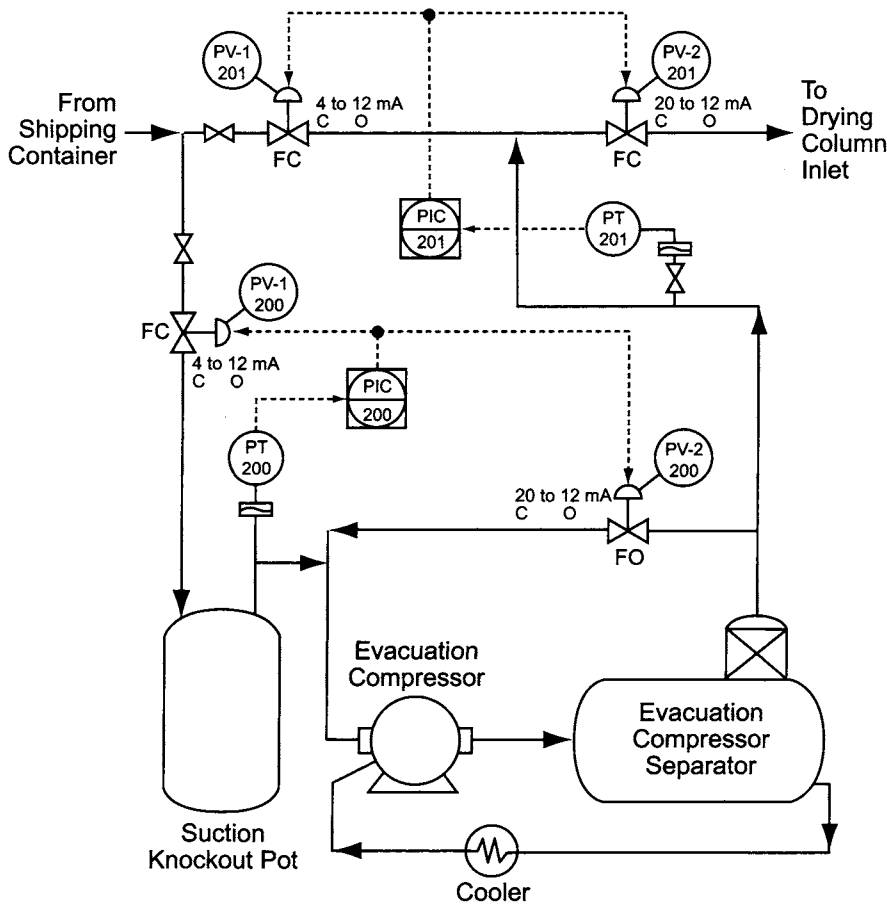 PV-1
201
PV-2
201
From
Shipping
Container
4 to 12 mA
C O
FC
20 to 12 mA
C O
FC
To
Drying
Column
Inlet
PIC
201
PT
201
PV-1
200
FC
4 to 12 mA
C O
PIC
200
PT
200
PV-2
200
20 to 12 mA
C O
FO
Evacuation
Compressor
Evacuation
Compressor
Separator
Suction
Knockout Pot
Cooler